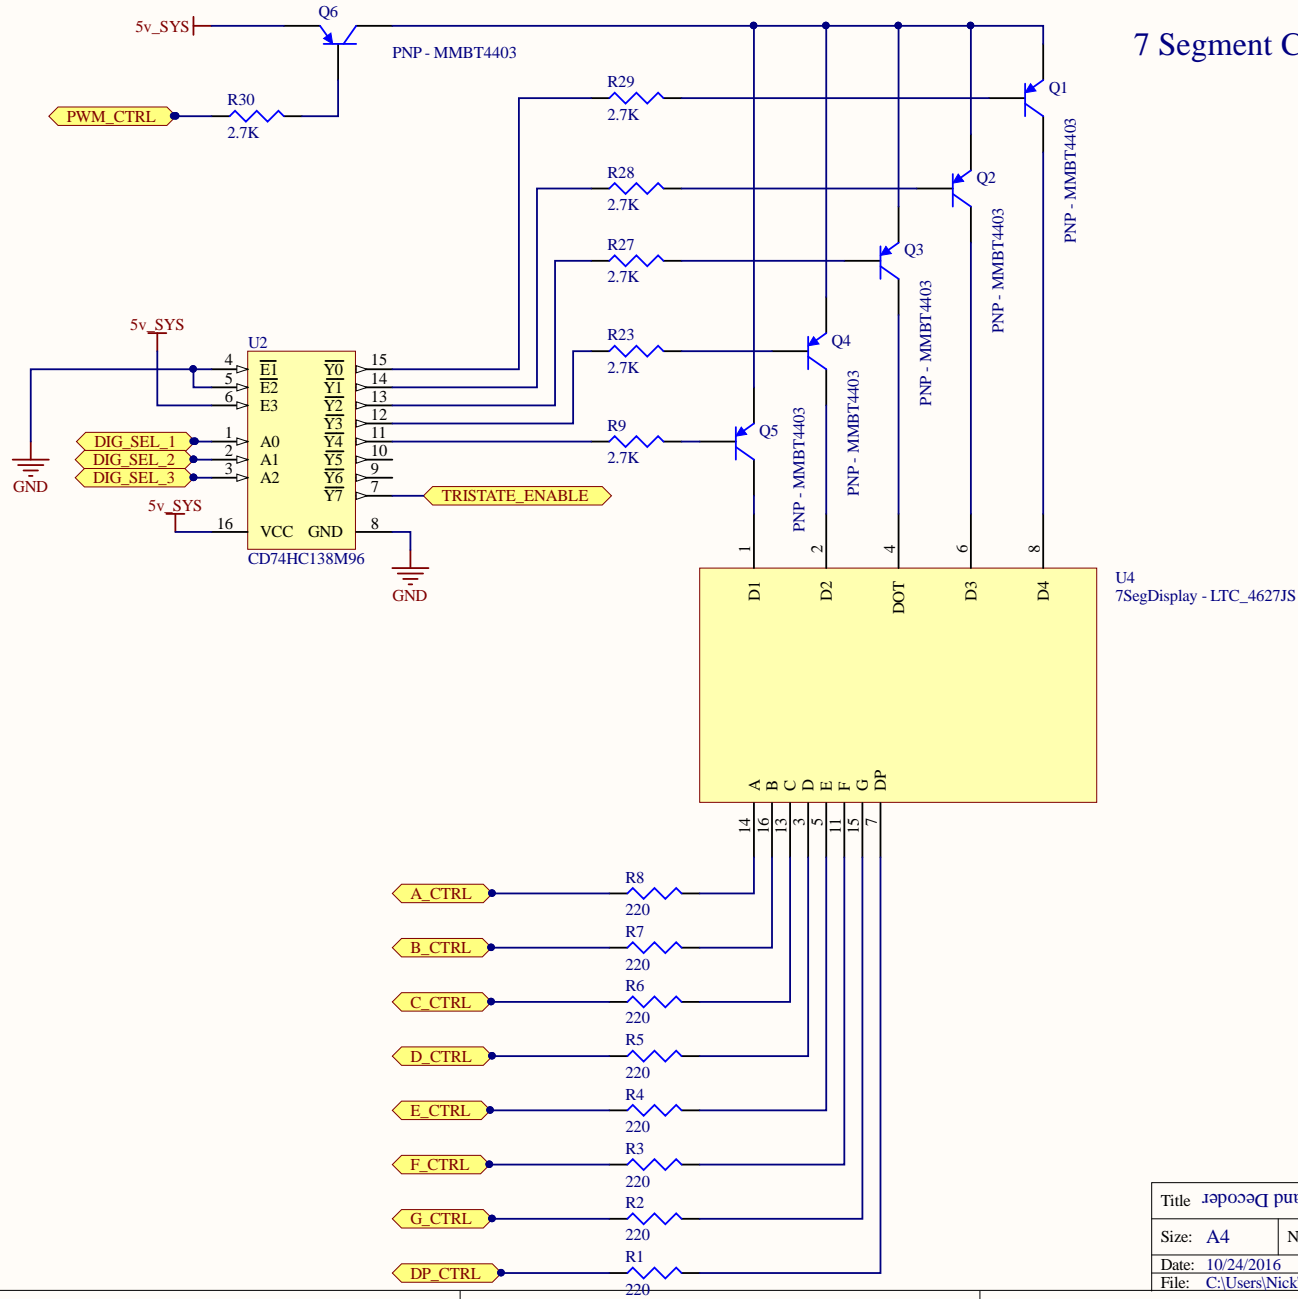 Q6
5v_SYS
PNP - MMBT4403
7 Segment C
R30
PWM_CTRL
2.7K
R29
2.7K
Q1
PNP - MMBT4403
R28
2.7K
Q2
PNP - MMBT4403
R27
2.7K
Q3
PNP - MMBT4403
R23
2.7K
Q4
PNP - MMBT4403
R9
2.7K
Q5
PNP - MMBT4403
5v_SYS
U2
4 E1 Y0 15
5 E2 Y1 14
6 E3 Y2 13
Y3 12
1 A0 Y4 11
2 A1 Y5 10
3 A2 Y6 9
Y7 7
16 VCC GND 8
CD74HC138M96
DIG_SEL_1
DIG_SEL_2
DIG_SEL_3
GND
5v_SYS
TRISTATE_ENABLE
GND
1 2 4 6 8
D1 D2 DOT D3 D4
U4
7SegDisplay - LTC_4627JS
A B C D E F G DP
14 16 13 3 5 11 15 7
A_CTRL
R8
220
B_CTRL
R7
220
C_CTRL
R6
220
D_CTRL
R5
220
E_CTRL
R4
220
F_CTRL
R3
220
G_CTRL
R2
220
DP_CTRL
R1
220
Title and Decoder
Size: A4 N
Date: 10/24/2016
File: C:\Users\Nick